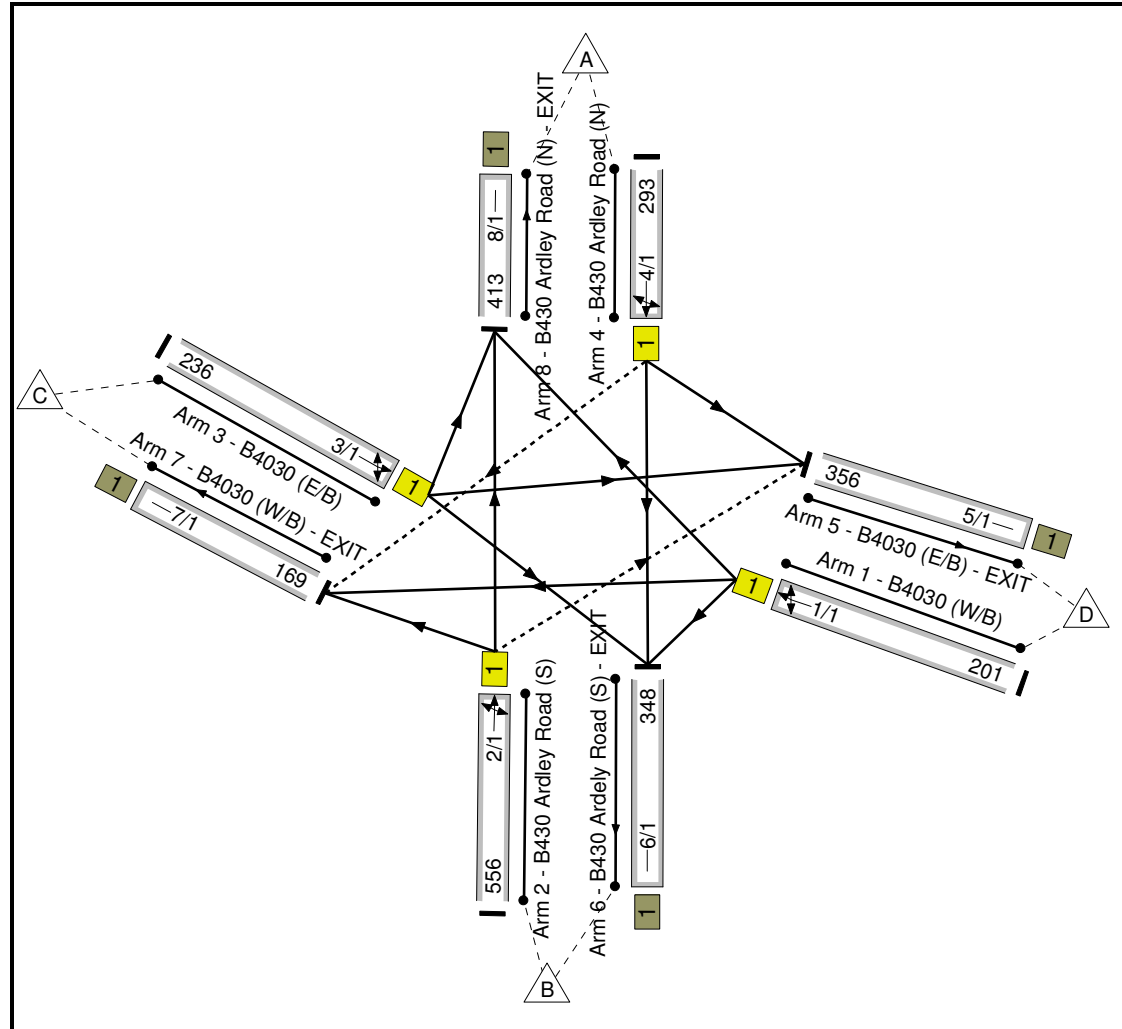 A
Arm 8 - B430 Ardley Road (N) - EXIT
Arm 4 - B430 Ardley Road (N)
1
8/1
413
293
4/1
1
C
236
Arm 3 - B4030 (E/B)
3/1
1
Arm 7 - B4030 (W/B) - EXIT
1
7/1
169
356
5/1
1
Arm 5 - B4030 (E/B) - EXIT
Arm 1 - B4030 (W/B)
1
1/1
201
D
1
2/1
556
Arm 2 - B430 Ardley Road (S)
Arm 6 - B430 Ardely Road (S) - EXIT
348
6/1
1
B